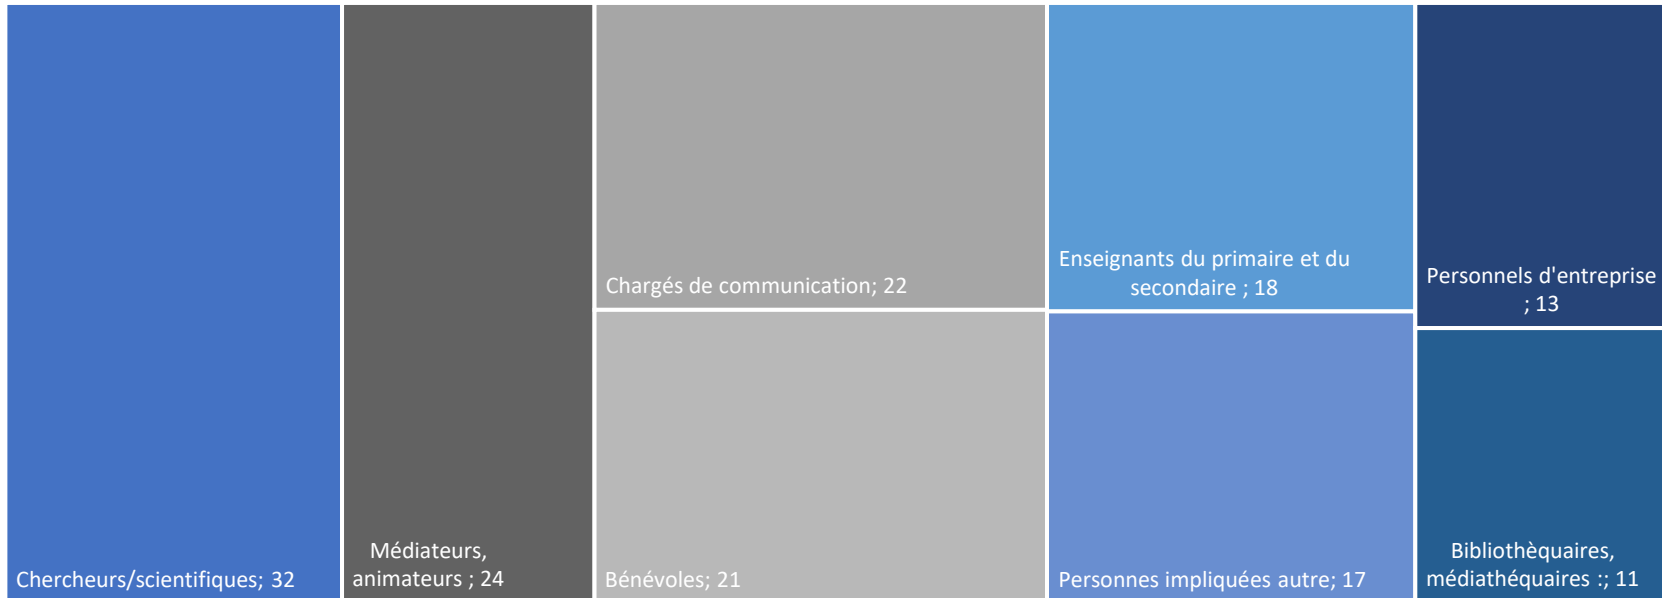 Chercheurs/scientifiques; 32
Médiateurs,
animateurs ; 24
Chargés de communication; 22
Bénévoles; 21
Enseignants du primaire et du
secondaire ; 18
Personnes impliquées autre; 17
Personnels d'entreprise
; 13
Bibliothèquaires,
médiathéquaires :; 11